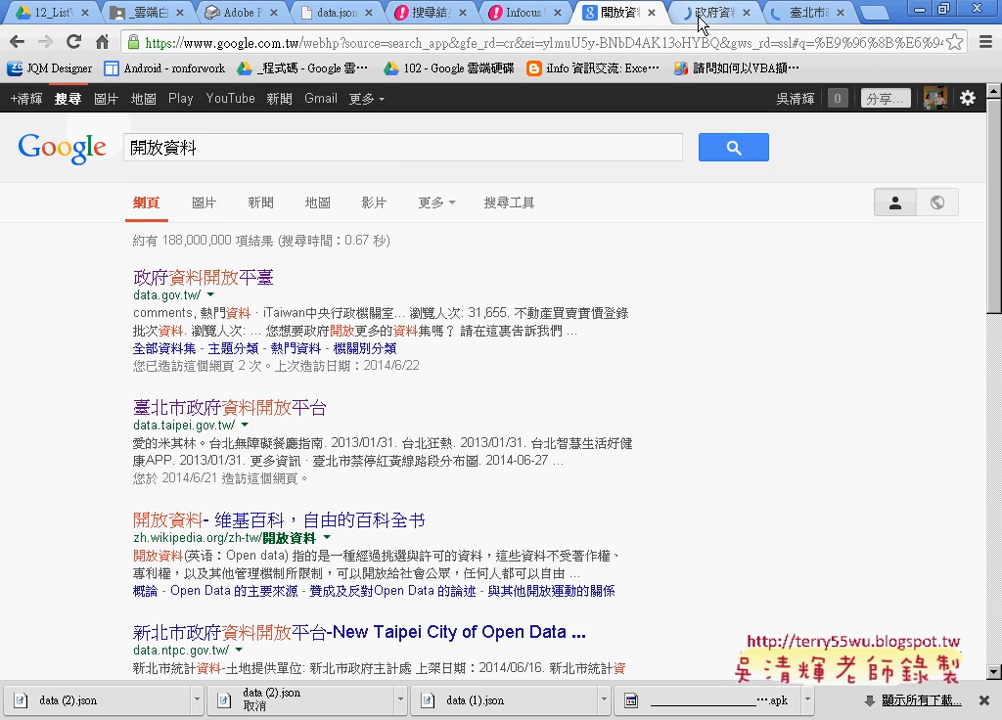 12_ListV
_雲端白
Adobe P
data.json
搜尋結
Infocus
開放資
政府資
臺北市
https://www.google.com.tw/webhp?source=search_app&gfe_rd=cr&ei=ylmuU5y-BNbD4AK13oHYBQ&gws_rd=ssl#q=%E9%96%8B%E6%94
JQM Designer
Android - ronforwork
_程式碼 - Google 雲…
102 - Google 雲端硬碟
iInfo 資訊交流: Exce…
請問如何以VBA擷…
+清輝 搜尋 圖片 地圖 Play YouTube 新聞 Gmail 更多
吳清輝 0 分享...
Google
開放資料
網頁 圖片 新聞 地圖 影片 更多 搜尋工具
約有 188,000,000 項結果 (搜尋時間：0.67 秒)
政府資料開放平臺
data.gov.tw/
comments, 熱門資料 · iTaiwan中央行政機關室... 瀏覽人次: 31,655. 不動產買賣實價登錄
批次資料. 瀏覽人次: ... 您想要政府開放更多的資料集嗎？ 請在這裏告訴我們 ...
全部資料集 - 主題分類 - 熱門資料 - 機關別分類
您已造訪這個網頁 2 次。上次造訪日期：2014/6/22
臺北市政府資料開放平台
data.taipei.gov.tw/
愛的米其林。台北無障礙餐廳指南. 2013/01/31. 台北狂熱. 2013/01/31. 台北智慧生活好健
康APP. 2013/01/31. 更多資訊 · 臺北市禁停紅黃線路段分布圖. 2014-06-27 ...
您於 2014/6/21 造訪這個網頁。
開放資料- 維基百科，自由的百科全书
zh.wikipedia.org/zh-tw/開放資料
開放資料(英语：Open data) 指的是一種經過挑選與許可的資料，這些資料不受著作權、
專利權，以及其他管理機制所限制，可以開放給社會公眾，任何人都可以自由 ...
概論 - Open Data 的主要來源 - 贊成及反對Open Data 的論述 - 與其他開放運動的關係
新北市政府資料開放平台-New Taipei City of Open Data ...
data.ntpc.gov.tw/
新北市統計資料-土地提供單位: 新北市政府主計處 上架日期：2014/06/16. 新北市統計資
http://terry55wu.blogspot.tw
吳清輝老師錄製
data (2).json
data (2).json
取消
data (1).json
….apk
顯示所有下載...